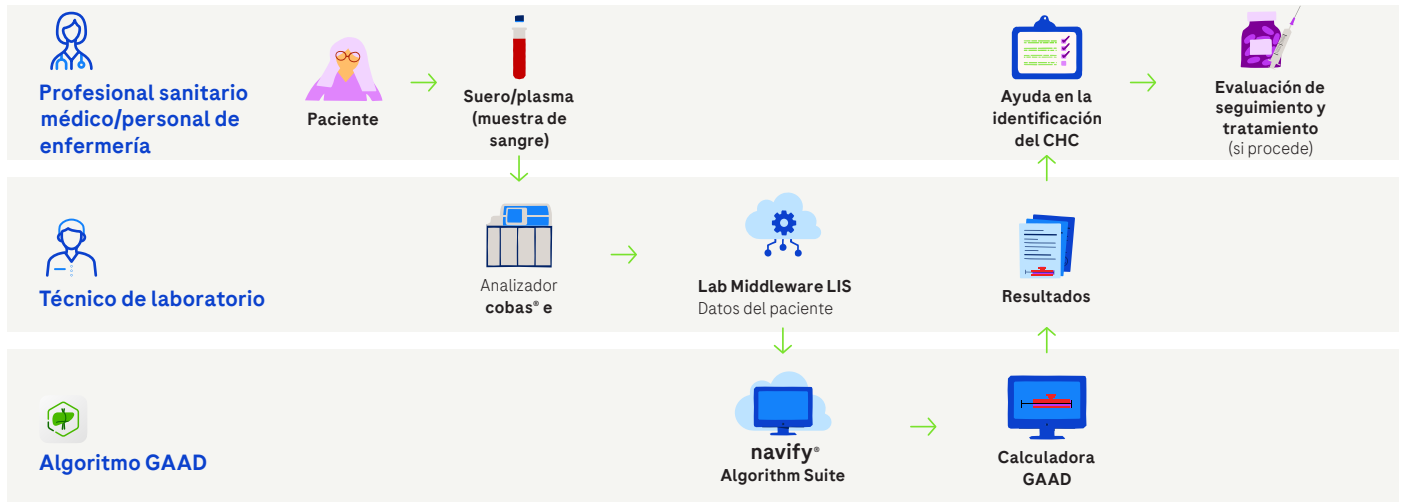 Profesional sanitario
médico/personal de
enfermería
Paciente
Suero/plasma
(muestra de
sangre)
Ayuda en la
identificación
del CHC
Evaluación de
seguimiento y
tratamiento
(si procede)
Técnico de laboratorio
Analizador
cobas® e
Lab Middleware LIS
Datos del paciente
Resultados
Algoritmo GAAD
navify®
Algorithm Suite
Calculadora
GAAD